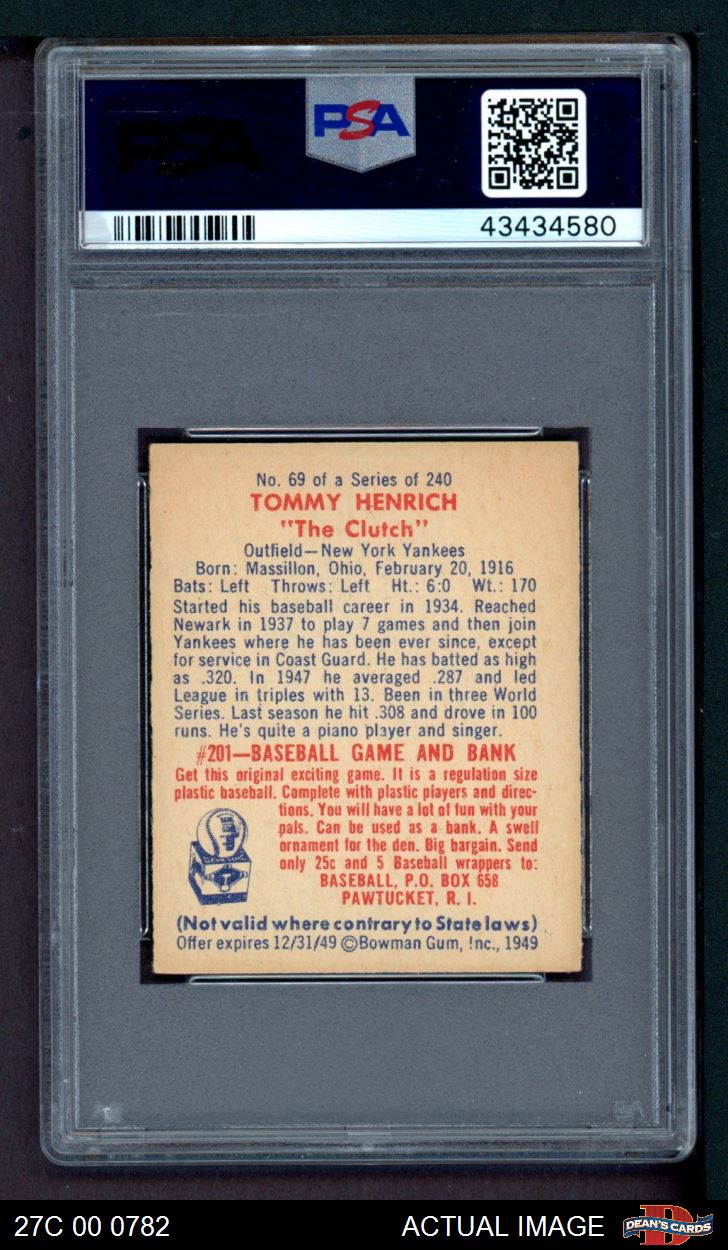 PSA
43434580
No. 69 of a Series of 240
TOMMY HENRICH
"The Clutch"
Outfield—New York Yankees
Born: Massillon, Ohio, February 20, 1916
Bats: Left Throws: Left Ht.: 6:0 Wt.: 170
Started his baseball career in 1934. Reached
Newark in 1937 to play 7 games and then join
Yankees where he has been ever since, except
for service in Coast Guard. He has batted as high
as .320. In 1947 he averaged .287 and led
League in triples with 13. Been in three World
Series. Last season he hit .308 and drove in 100
runs. He's quite a piano player and singer.
#201—BASEBALL GAME AND BANK
Get this original exciting game. It is a regulation size
plastic baseball. Complete with plastic players and direc-
tions. You will have a lot of fun with your
pals. Can be used as a bank. A swell
ornament for the den. Big bargain. Send
only 25c and 5 Baseball wrappers to:
BASEBALL, P.O. BOX 658
PAWTUCKET, R. I.
(Not valid where contrary to State laws)
Offer expires 12/31/49 ©Bowman Gum, Inc., 1949
27C 00 0782 ACTUAL IMAGE DEAN'S CARDS